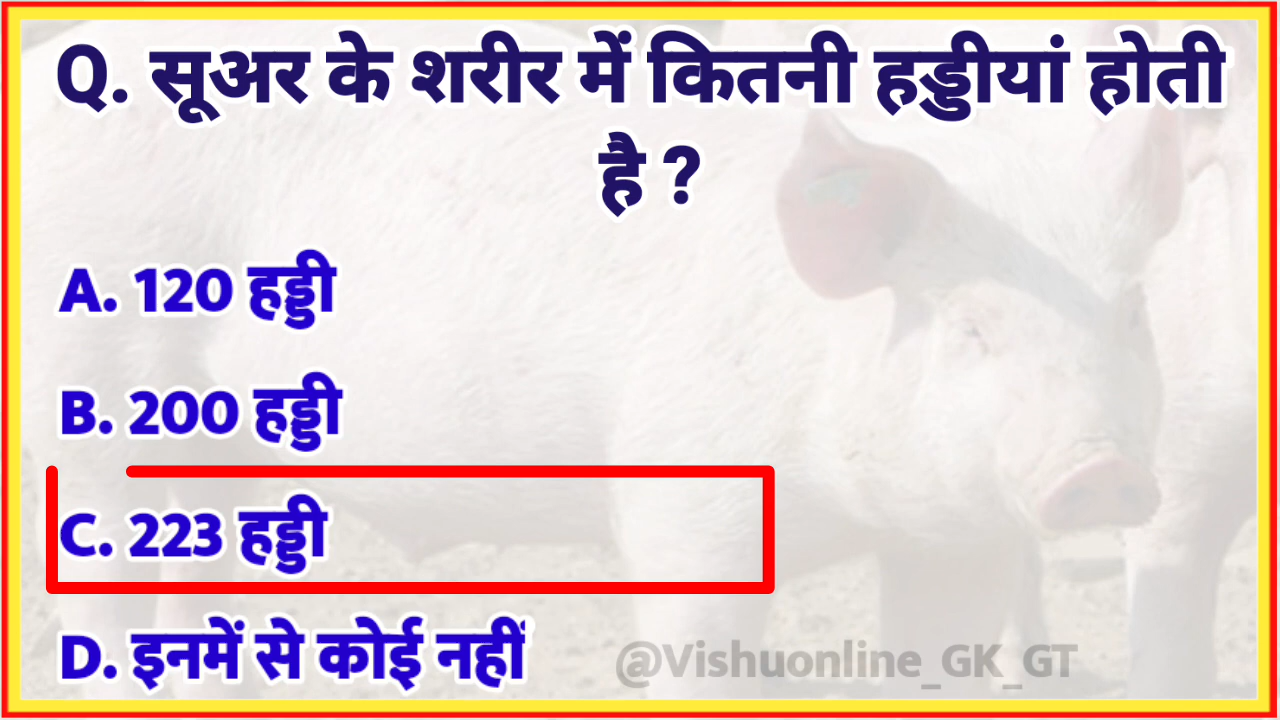 Q. सूअर के शरीर में कितनी हड्डीयां होती
है ?
A. 120 हड्डी
B. 200 हड्डी
C. 223 हड्डी
D. इनमें से कोई नहीं
@Vishuonline_GK_GT